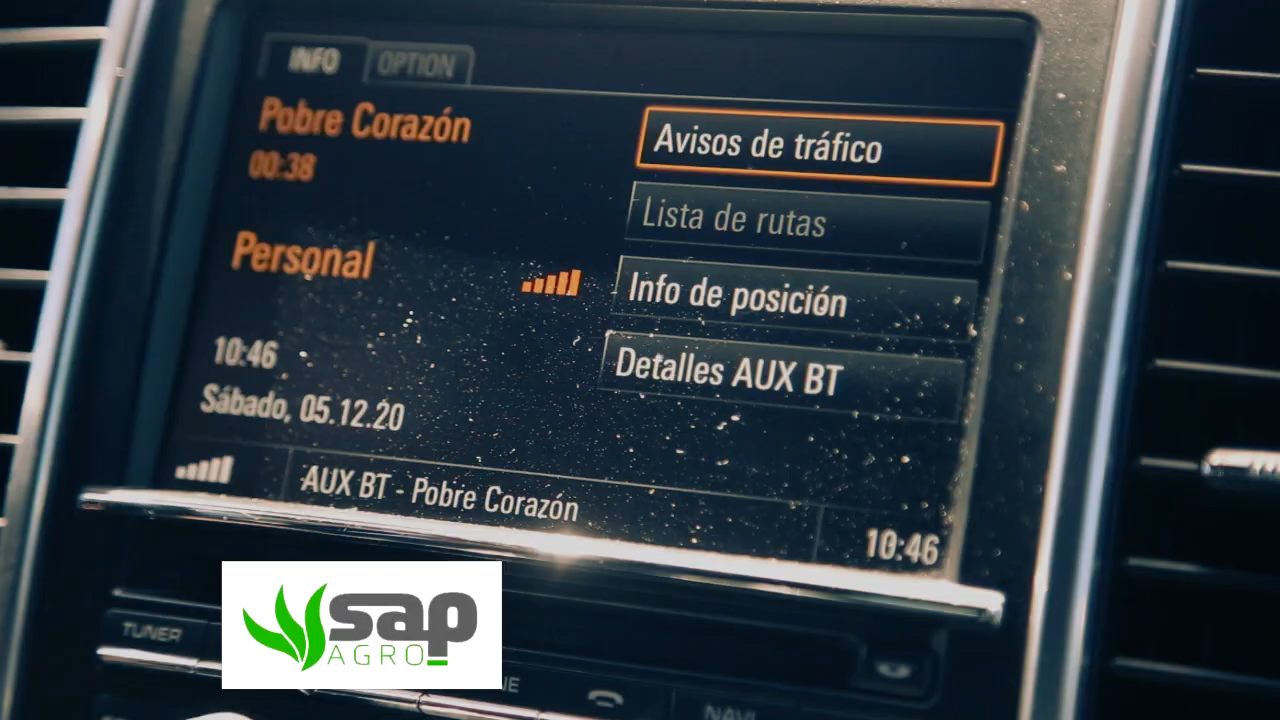 INFO
OPTION
Pobre Corazón
00:38
Personal
10:46
Sábado, 05.12.20
Avisos de tráfico
Lista de rutas
Info de posición
Detalles AUX BT
AUX BT - Pobre Corazón
10:46
TUNER
NAVI
sap
AGRO